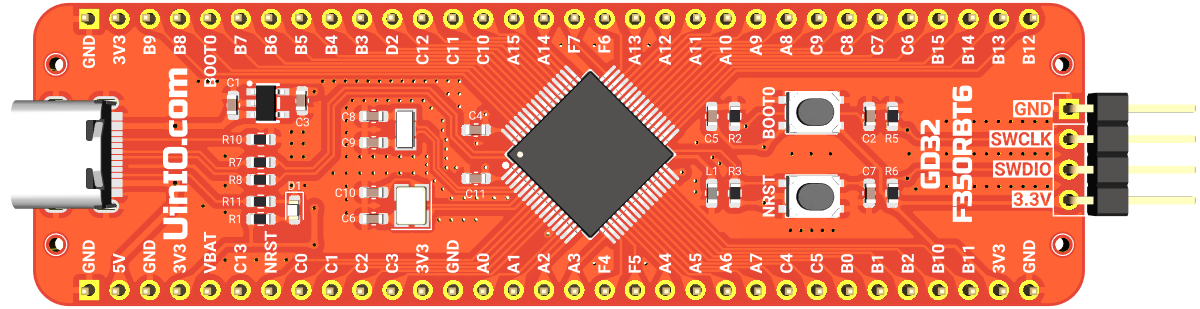 GND 3V3 B9 B8 BOOT0 B7 B6 B5 B4 B3 D2 C12 C11 C10 A15 A14 F7 F6 A13 A12 A11 A10 A9 A8 C9 C8 C7 C6 B15 B14 B13 B12
UinIO.com
C1
C3
R10
R7
R8
R11
R1
D1
C8
C9
C10
C6
C4
C11
C5 R2
L1 R3
BOOT0
NRST
C2 R5
C7 R6
GD32
F350RBT6
GND
SWCLK
SWDIO
3.3V
GND 5V GND 3V3 VBAT C13 NRST C0 C1 C2 C3 3V3 GND A0 A1 A2 A3 F4 F5 A4 A5 A6 A7 C4 C5 B0 B1 B2 B10 B11 3V3 GND